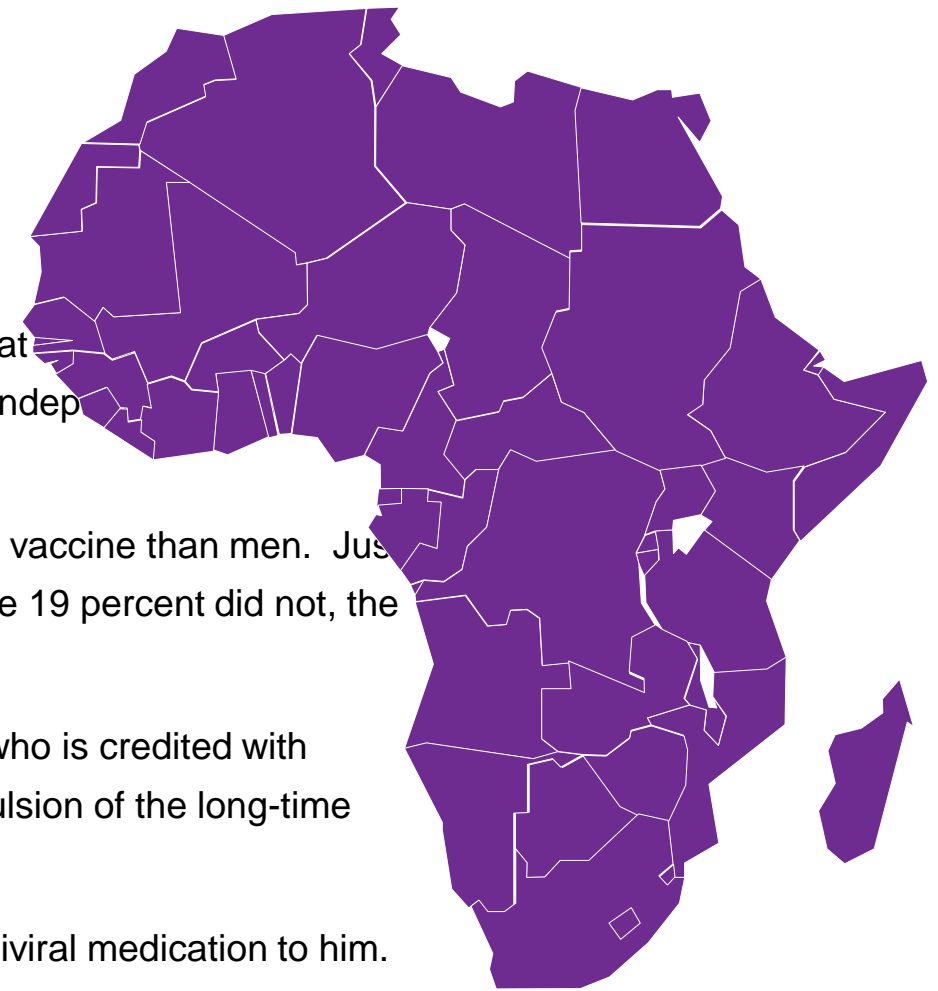 at
ndep
vaccine than men.  Jus
e 19 percent did not, the
who is credited with
ulsion of the long-time
iviral medication to him.